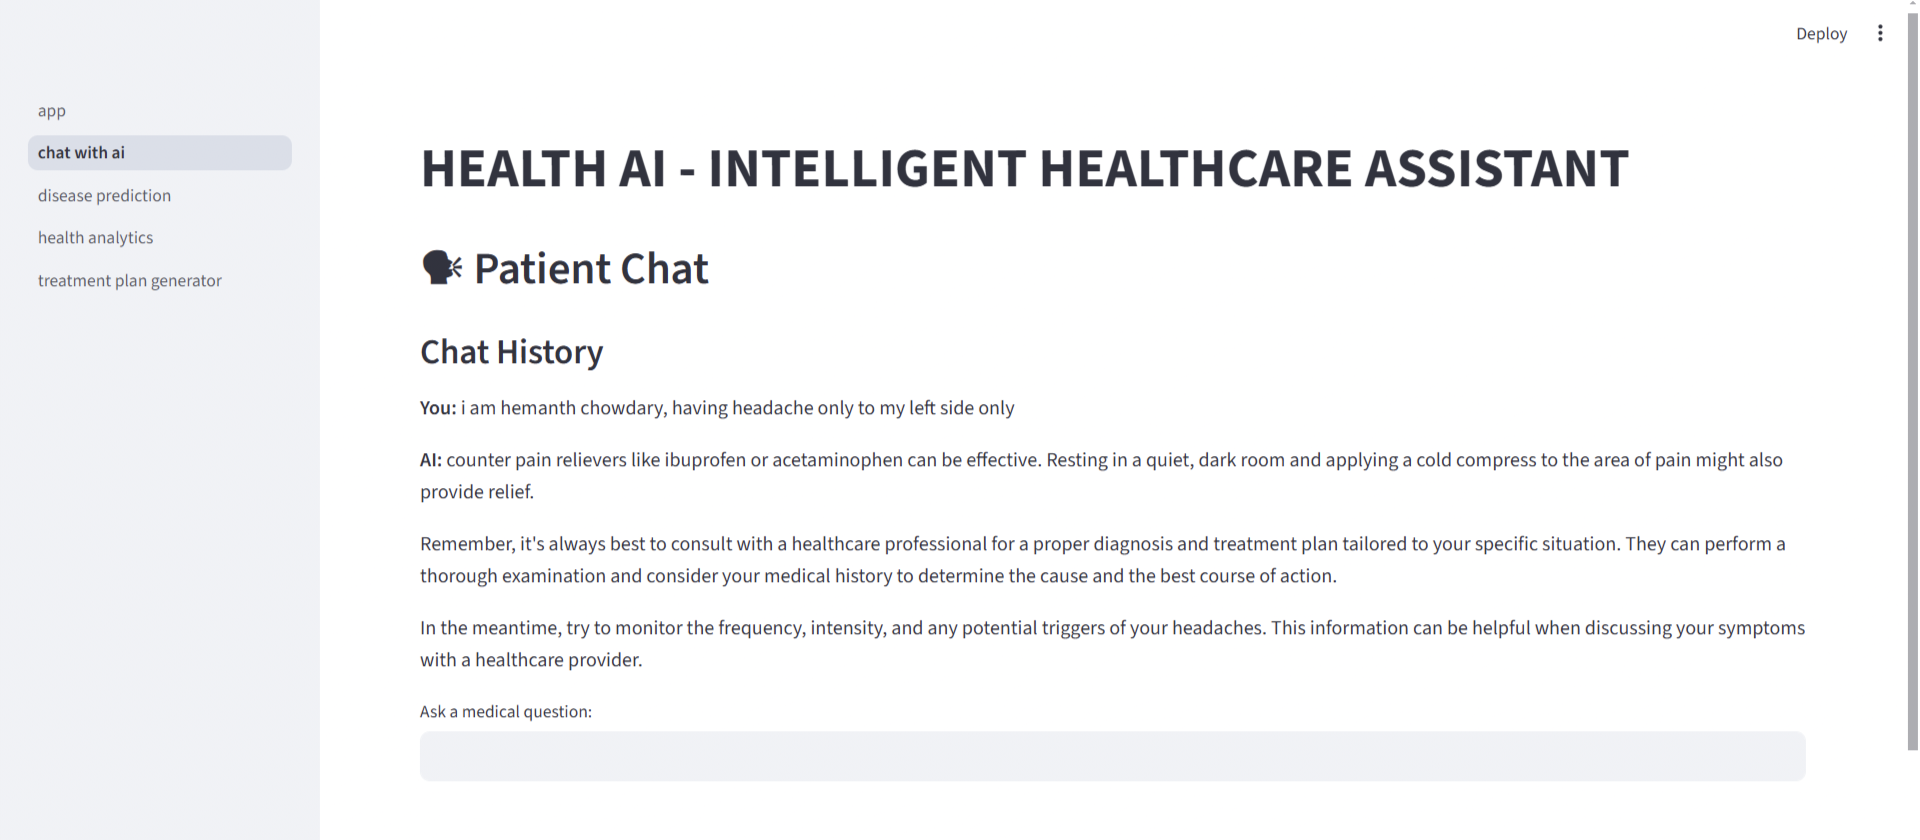 Deploy
app
chat with ai
disease prediction
health analytics
treatment plan generator
HEALTH AI - INTELLIGENT HEALTHCARE ASSISTANT
Patient Chat
Chat History
You: i am hemanth chowdary, having headache only to my left side only
AI: counter pain relievers like ibuprofen or acetaminophen can be effective. Resting in a quiet, dark room and applying a cold compress to the area of pain might also
provide relief.
Remember, it's always best to consult with a healthcare professional for a proper diagnosis and treatment plan tailored to your specific situation. They can perform a
thorough examination and consider your medical history to determine the cause and the best course of action.
In the meantime, try to monitor the frequency, intensity, and any potential triggers of your headaches. This information can be helpful when discussing your symptoms
with a healthcare provider.
Ask a medical question: